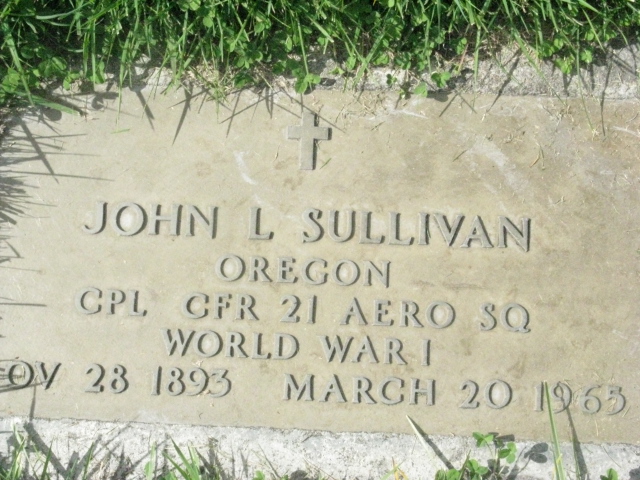 JOHN L SULLIVAN
OREGON
CPL CFR 21 AERO SQ
WORLD WAR I
OV 28 1893 MARCH 20 1965